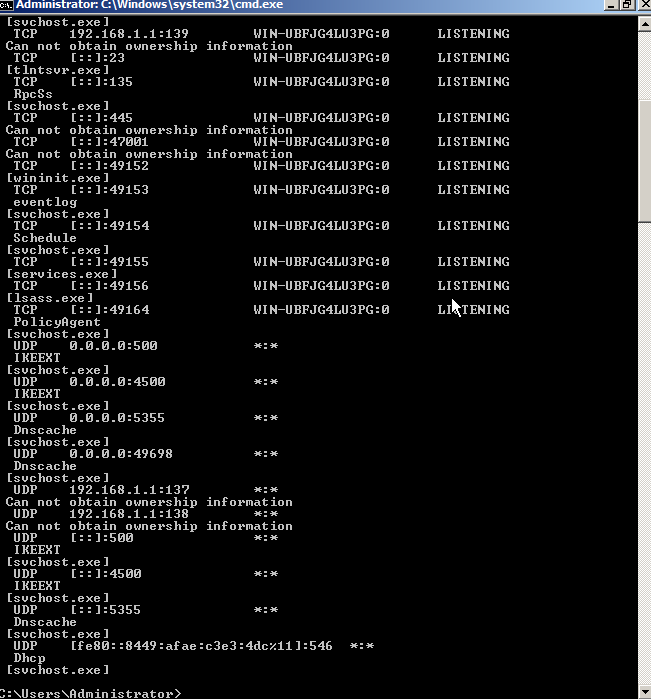 Administrator: C:\Windows\system32\cmd.exe
[svchost.exe]
TCP 192.168.1.1:139 WIN-UBFJG4LU3PG:0 LISTENING
Can not obtain ownership information
TCP [::]:23 WIN-UBFJG4LU3PG:0 LISTENING
[tlntsvr.exe]
TCP [::]:135 WIN-UBFJG4LU3PG:0 LISTENING
RpcSs
[svchost.exe]
TCP [::]:445 WIN-UBFJG4LU3PG:0 LISTENING
Can not obtain ownership information
TCP [::]:47001 WIN-UBFJG4LU3PG:0 LISTENING
Can not obtain ownership information
TCP [::]:49152 WIN-UBFJG4LU3PG:0 LISTENING
[wininit.exe]
TCP [::]:49153 WIN-UBFJG4LU3PG:0 LISTENING
eventlog
[svchost.exe]
TCP [::]:49154 WIN-UBFJG4LU3PG:0 LISTENING
Schedule
[svchost.exe]
TCP [::]:49155 WIN-UBFJG4LU3PG:0 LISTENING
[services.exe]
TCP [::]:49156 WIN-UBFJG4LU3PG:0 LISTENING
[lsass.exe]
TCP [::]:49164 WIN-UBFJG4LU3PG:0 LISTENING
PolicyAgent
[svchost.exe]
UDP 0.0.0.0:500 *:*
IKEEXT
[svchost.exe]
UDP 0.0.0.0:4500 *:*
IKEEXT
[svchost.exe]
UDP 0.0.0.0:5355 *:*
Dnscache
[svchost.exe]
UDP 0.0.0.0:49698 *:*
Dnscache
[svchost.exe]
UDP 192.168.1.1:137 *:*
Can not obtain ownership information
UDP 192.168.1.1:138 *:*
Can not obtain ownership information
UDP [::]:500 *:*
IKEEXT
[svchost.exe]
UDP [::]:4500 *:*
IKEEXT
[svchost.exe]
UDP [::]:5355 *:*
Dnscache
[svchost.exe]
UDP [fe80::8449:afae:c3e3:4dc%11]:546 *:*
Dhcp
[svchost.exe]
C:\Users\Administrator>